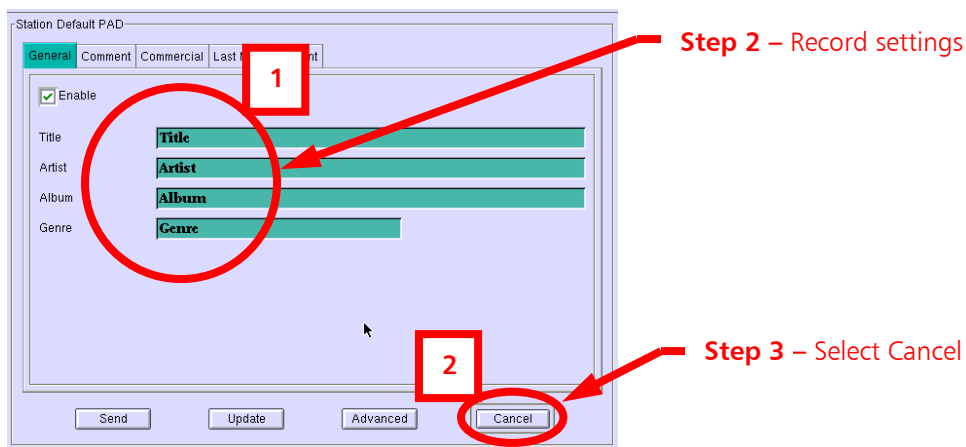 Station Default PAD
Step 2 – Record settings
General Comment Commercial Last
1
Enable
Title Title
Artist Artist
Album Album
Genre Genre
2
Step 3 – Select Cancel
Send Update Advanced Cancel